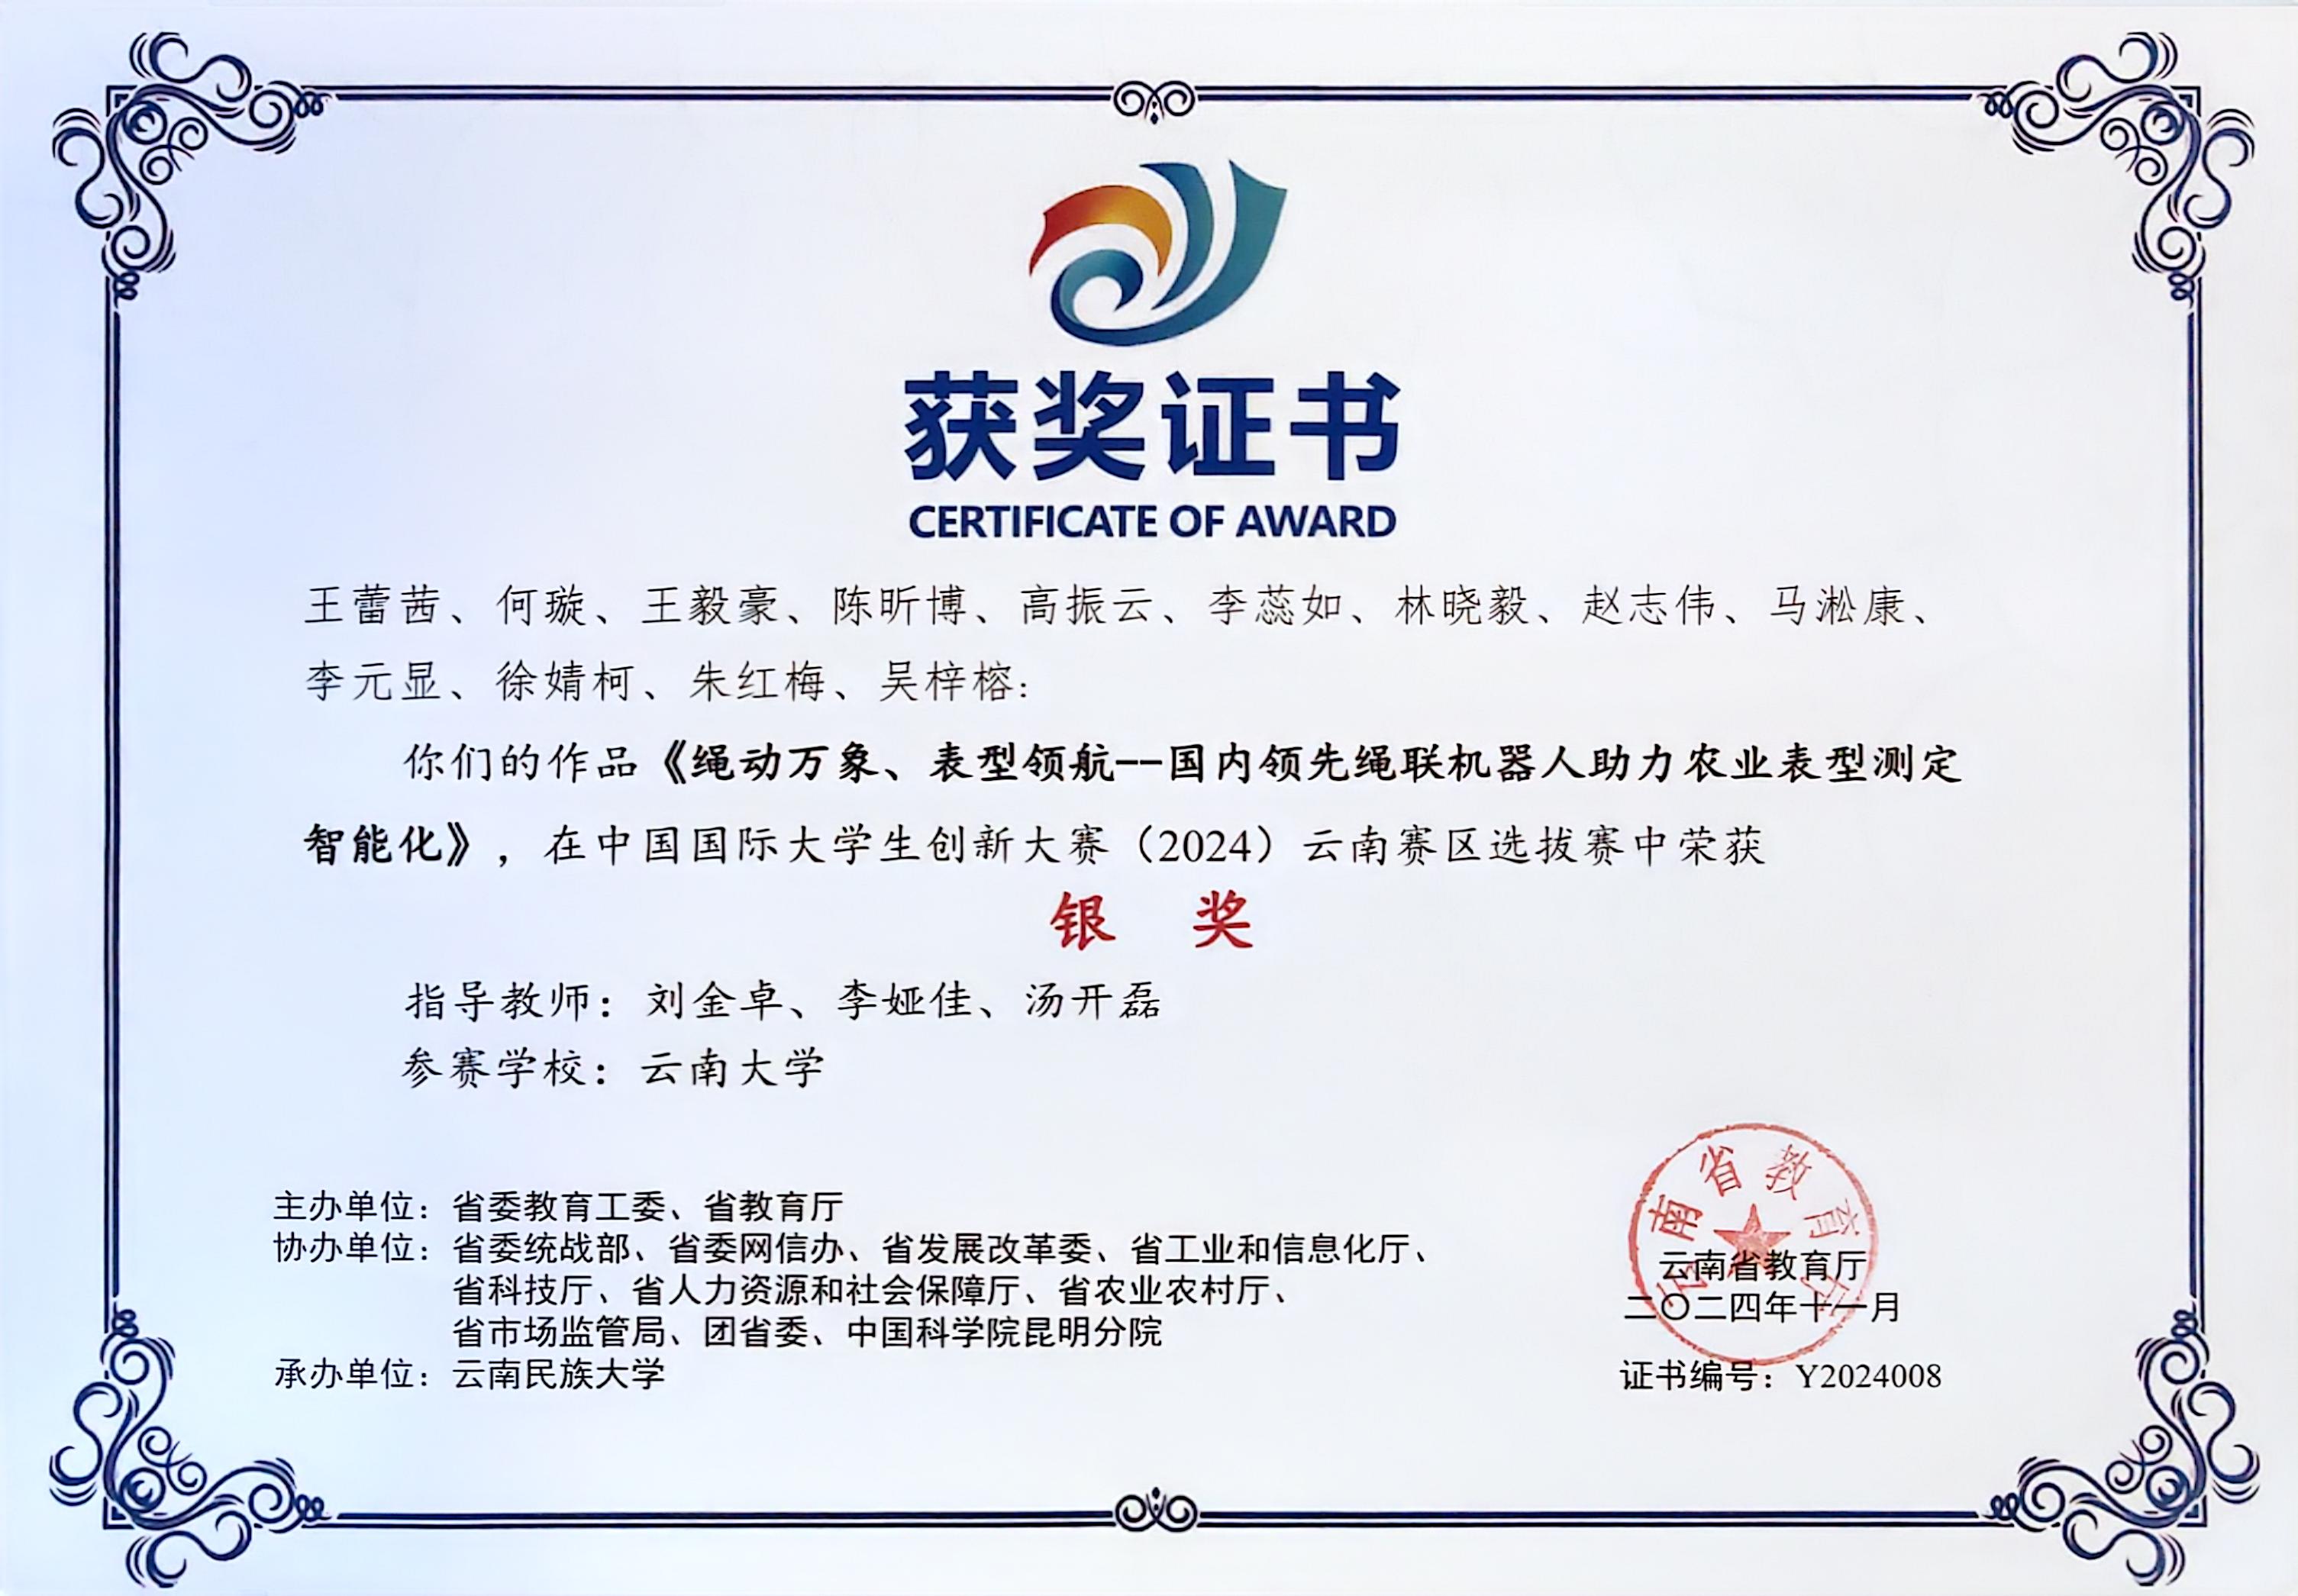 获奖证书
CERTIFICATE OF AWARD
王蕾茜、何璇、王毅豪、陈昕博、高振云、李蕊如、林晓毅、赵志伟、马淞康、
李元显、徐婧柯、朱红梅、吴梓榕：
你们的作品《绳动万象、表型领航--国内领先绳联机器人助力农业表型测定
智能化》，在中国国际大学生创新大赛（2024）云南赛区选拔赛中荣获
银 奖
指导教师：刘金卓、李娅佳、汤开磊
参赛学校：云南大学
主办单位：省委教育工委、省教育厅
协办单位：省委统战部、省委网信办、省发展改革委、省工业和信息化厅、
省科技厅、省人力资源和社会保障厅、省农业农村厅、
省市场监管局、团省委、中国科学院昆明分院
承办单位：云南民族大学
云南省教育厅
云南省教育厅
二〇二四年十一月
证书编号：Y2024008